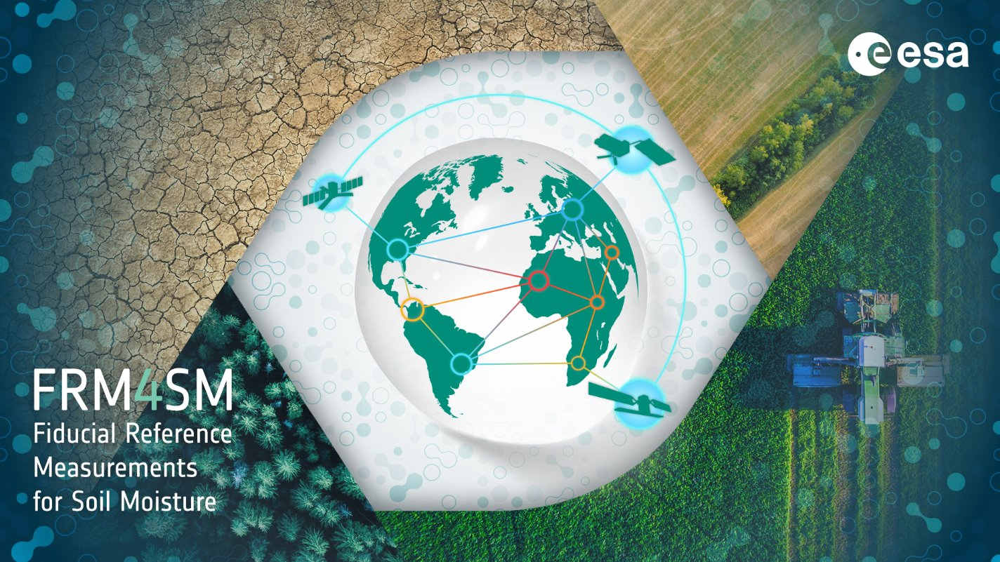 esa
FRM4SM
Fiducial Reference
Measurements
for Soil Moisture